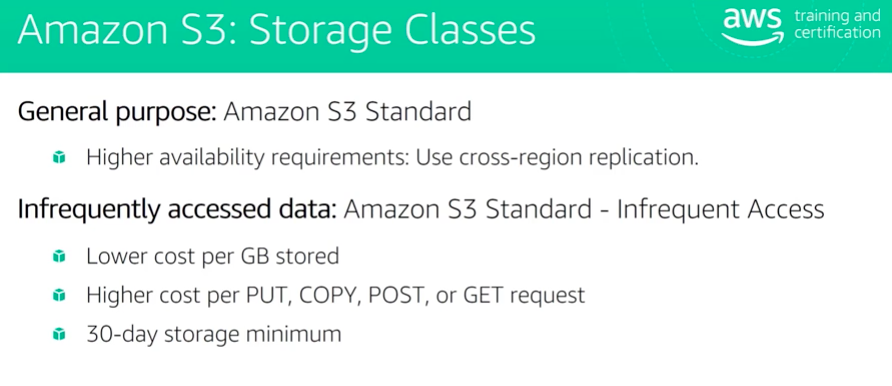 Amazon S3: Storage Classes
aws training and
certification
General purpose: Amazon S3 Standard
Higher availability requirements: Use cross-region replication.
Infrequently accessed data: Amazon S3 Standard - Infrequent Access
Lower cost per GB stored
Higher cost per PUT, COPY, POST, or GET request
30-day storage minimum